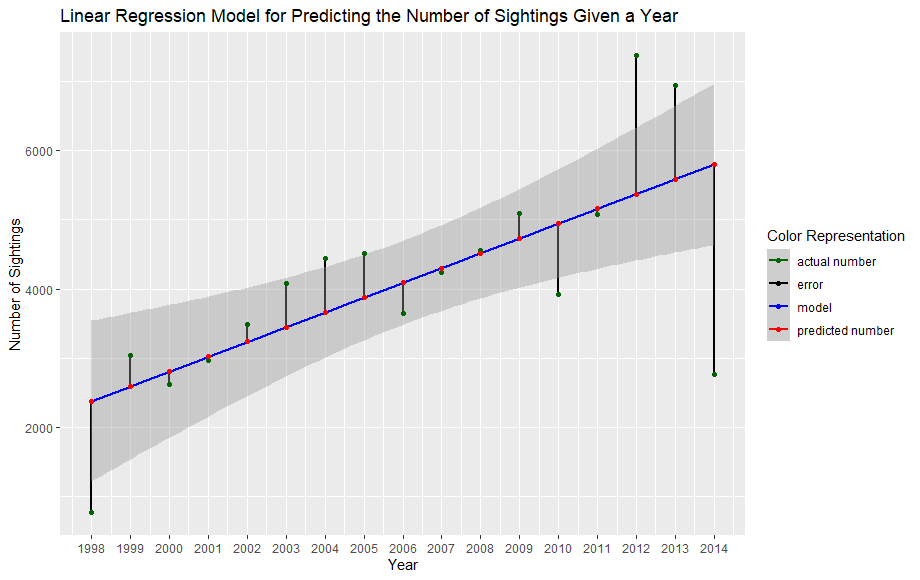 Linear Regression Model for Predicting the Number of Sightings Given a Year
Number of Sightings
6000
4000
2000
1998 1999 2000 2001 2002 2003 2004 2005 2006 2007 2008 2009 2010 2011 2012 2013 2014
Year
Color Representation
actual number
error
model
predicted number